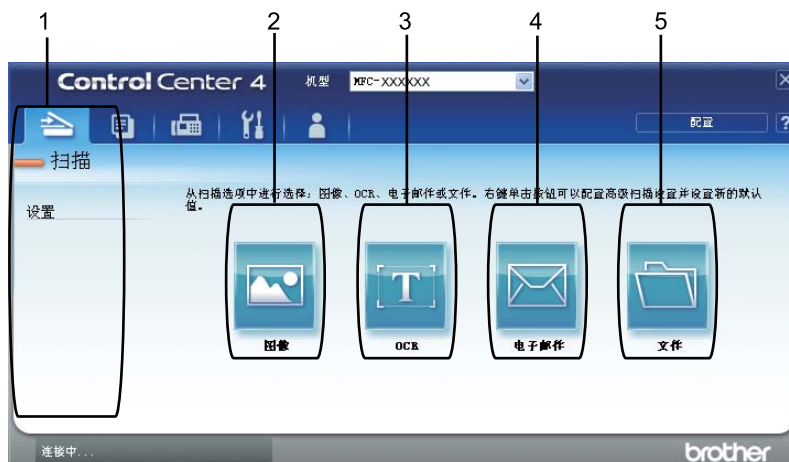 1 2 3 4 5
Control Center 4 机型 MFC-XXXXXX
配置 ?
扫描
从扫描选项中进行选择：图像、OCR、电子邮件或文件。右键单击按钮可以配置高级扫描设置并设置新的默认
值。
设置
图像 OCR 电子邮件 文件
连接中...
brother